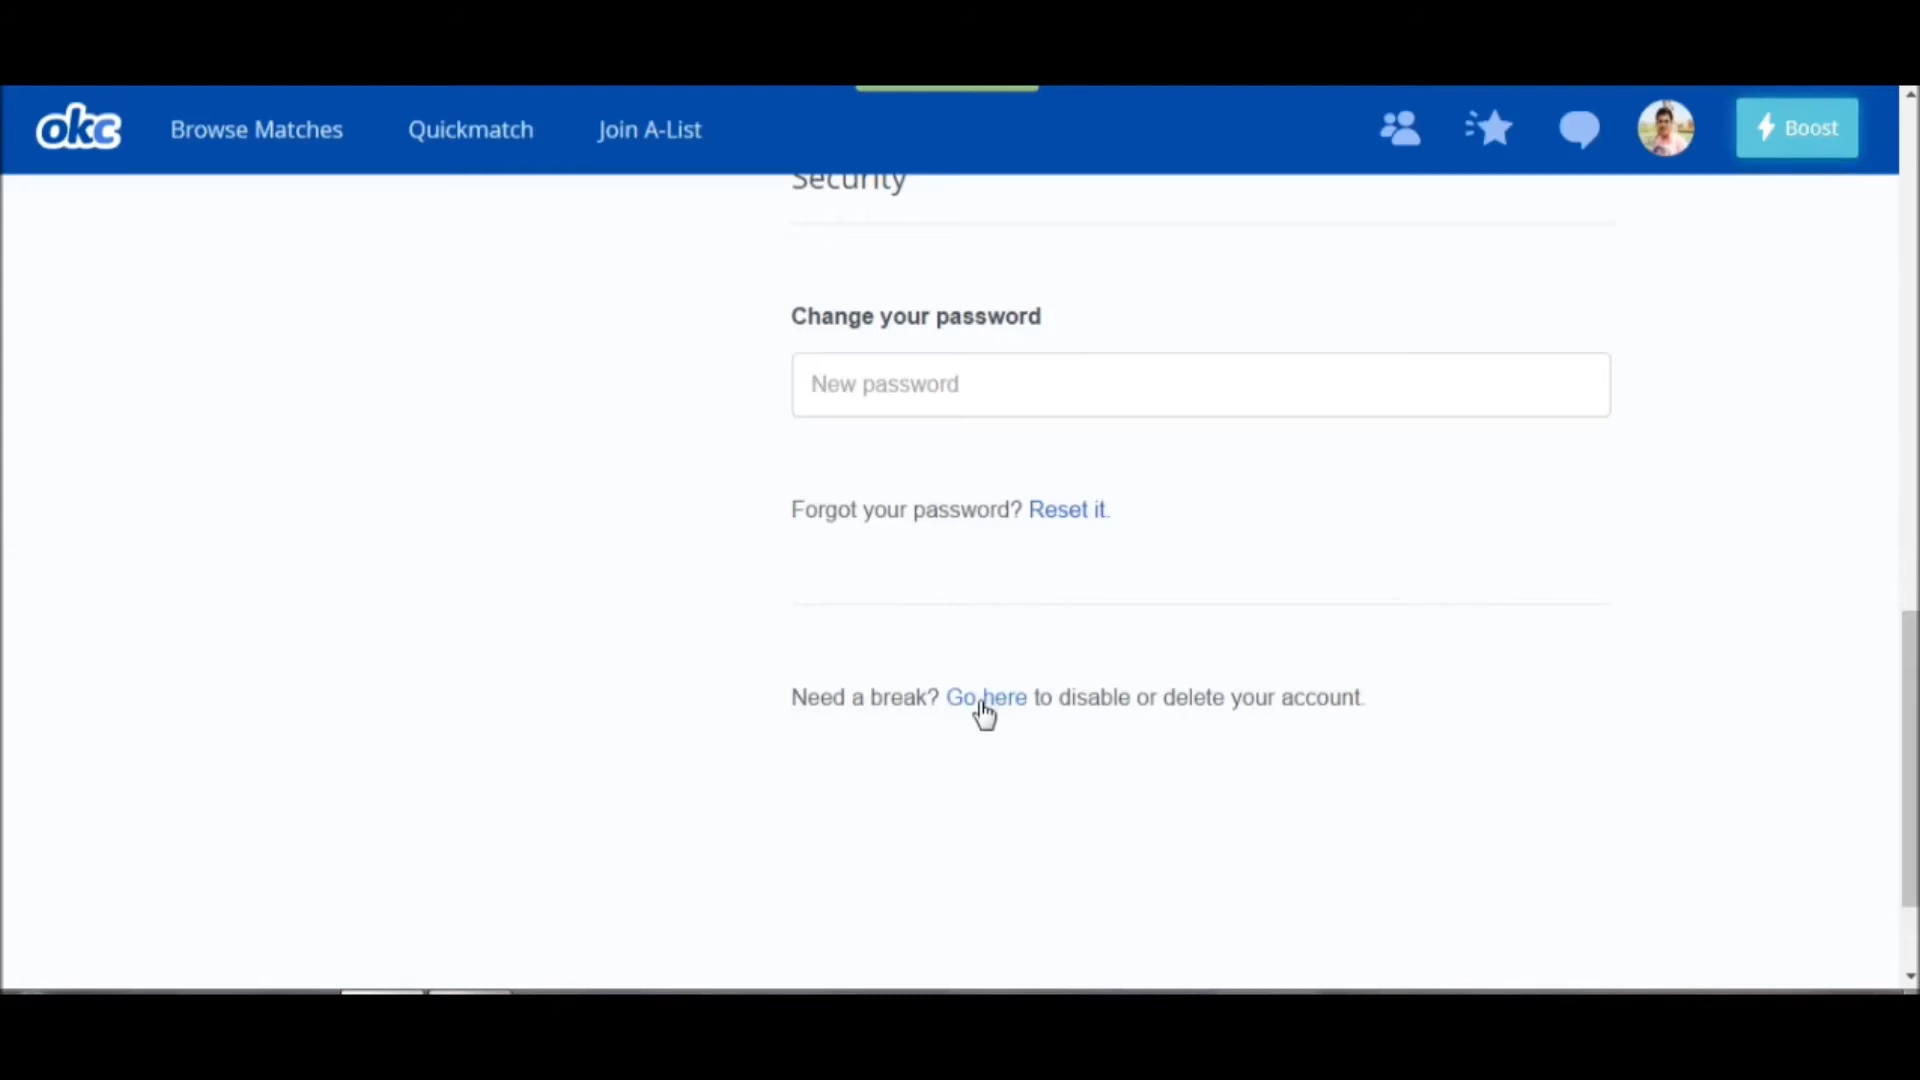 okc
Browse Matches
Quickmatch
Join A-List
Boost
Security
Change your password
New password
Forgot your password? Reset it.
Need a break? Go here to disable or delete your account.